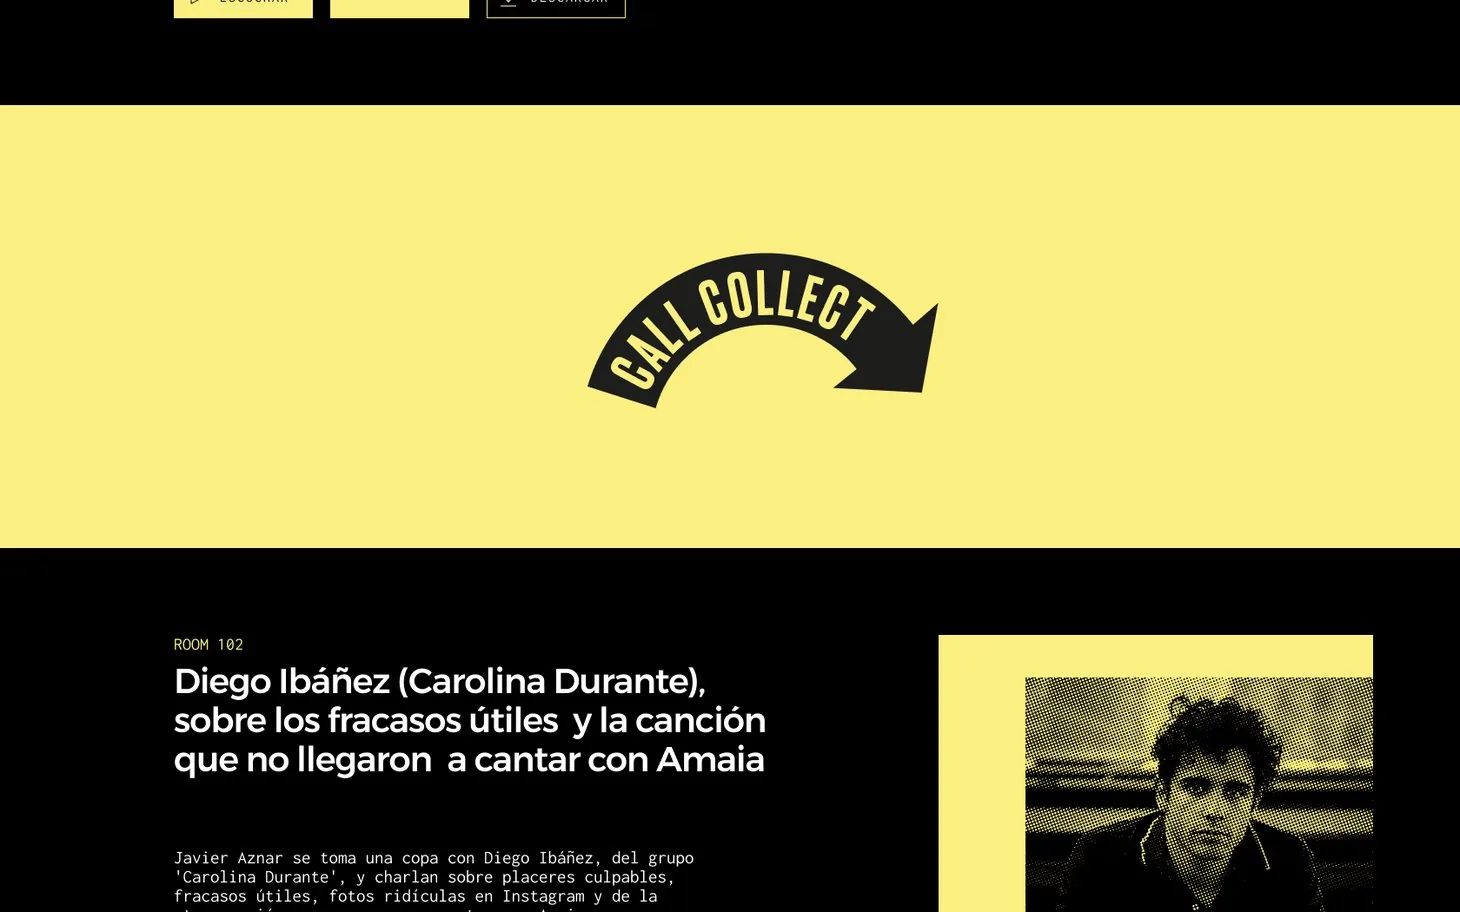 ESCUCHAR
DESCARGAR
CALL COLLECT
ROOM 102
Diego Ibáñez (Carolina Durante),
sobre los fracasos útiles y la canción
que no llegaron a cantar con Amaia
Javier Aznar se toma una copa con Diego Ibáñez, del grupo
'Carolina Durante', y charlan sobre placeres culpables,
fracasos útiles, fotos ridículas en Instagram y de la